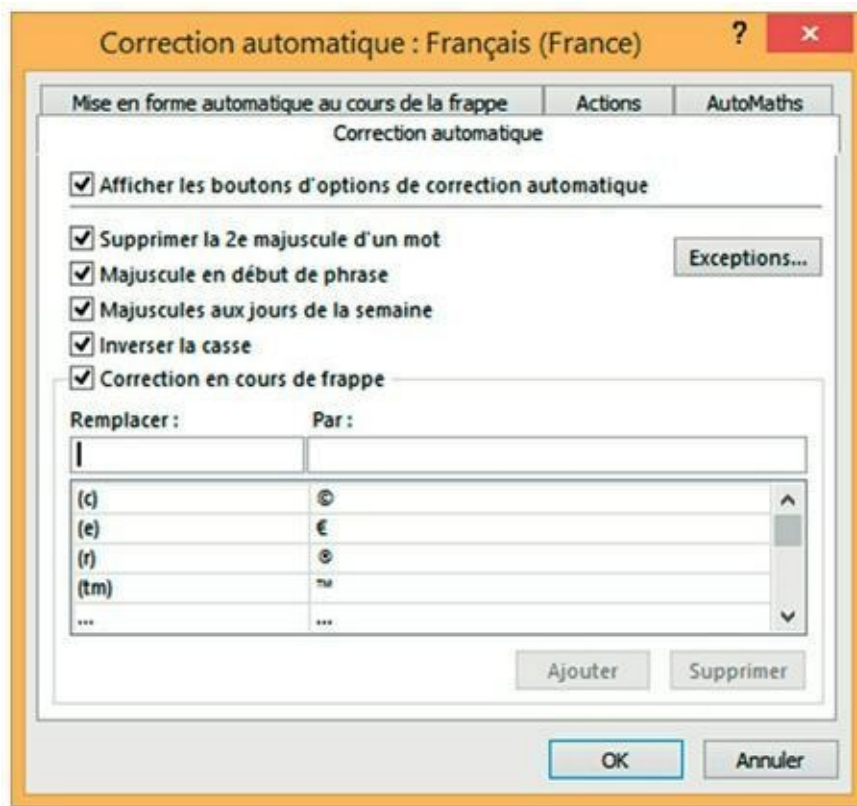 Correction automatique : Français (France)
?
Mise en forme automatique au cours de la frappe
Actions
AutoMaths
Correction automatique
Afficher les boutons d'options de correction automatique
Supprimer la 2e majuscule d'un mot
Exceptions...
Majuscule en début de phrase
Majuscules aux jours de la semaine
Inverser la casse
Correction en cours de frappe
Remplacer : Par :
(c) ©
(e) €
(r) ®
(tm) ™
... ...
Ajouter Supprimer
OK Annuler